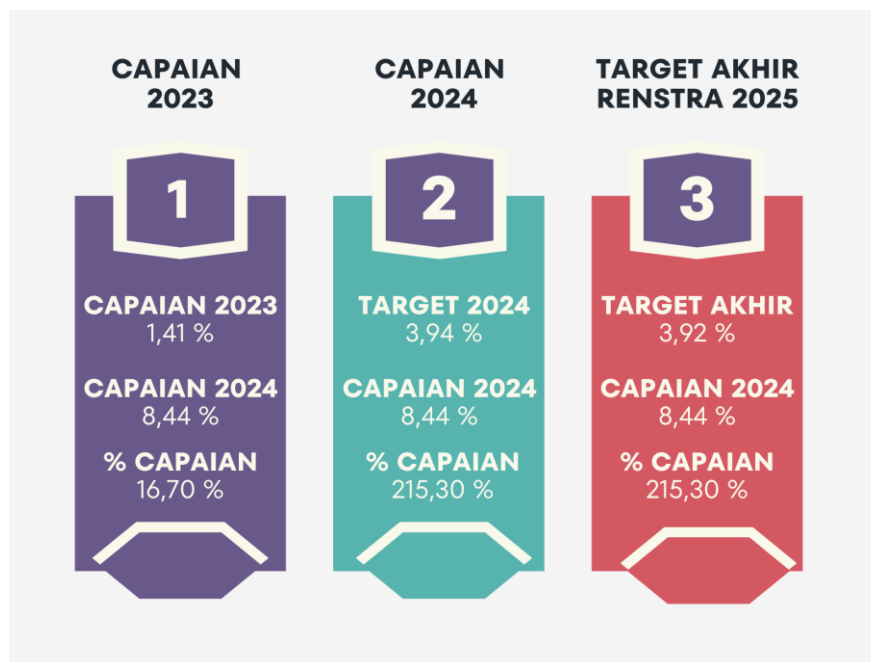 CAPAIAN
2023
CAPAIAN
2024
TARGET AKHIR
RENSTRA 2025
1
CAPAIAN 2023
1,41 %
CAPAIAN 2024
8,44 %
% CAPAIAN
16,70 %
2
TARGET 2024
3,94 %
CAPAIAN 2024
8,44 %
% CAPAIAN
215,30 %
3
TARGET AKHIR
3,92 %
CAPAIAN 2024
8,44 %
% CAPAIAN
215,30 %